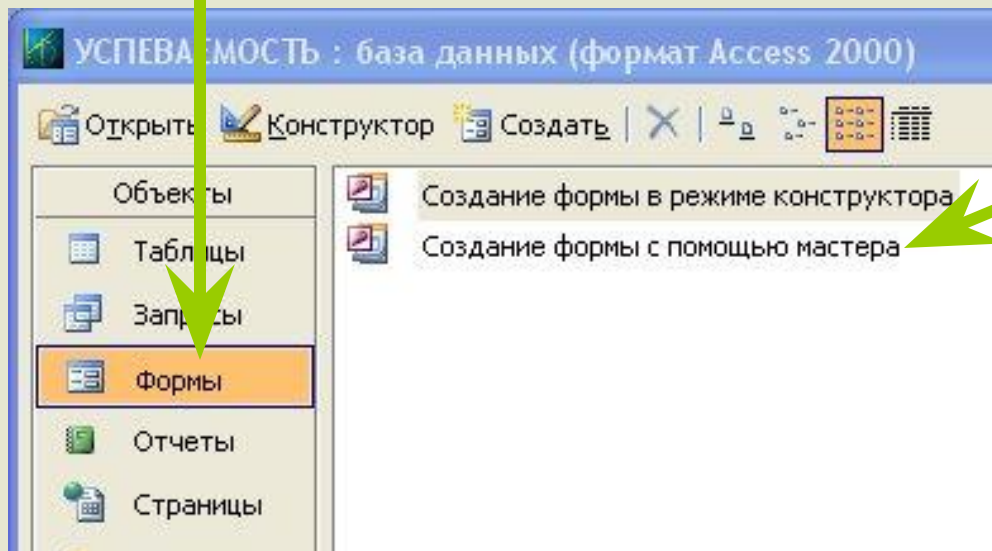 УСПЕВАЕМОСТЬ : база данных (формат Access 2000)
Открыть Конструктор Создать
Объекты
Таблицы
Запросы
Формы
Отчеты
Страницы
Создание формы в режиме конструктора
Создание формы с помощью мастера